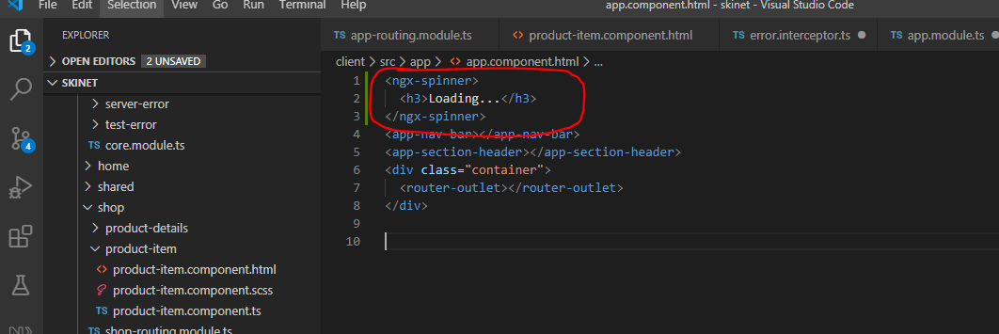 File Edit Selection View Go Run Terminal Help app.component.html - skinet - Visual Studio Code
EXPLORER
OPEN EDITORS 2 UNSAVED
SKINET
server-error
test-error
TS core.module.ts
home
shared
shop
product-details
product-item
<> product-item.component.html
product-item.component.scss
TS product-item.component.ts
shop-routing.module.ts
2
4
TS app-routing.module.ts <> product-item.component.html TS error.interceptor.ts TS app.module.ts
client > src > app > <> app.component.html > ...
1 <ngx-spinner>
2 <h3>Loading...</h3>
3 </ngx-spinner>
4 <app-nav-bar></app-nav-bar>
5 <app-section-header></app-section-header>
6 <div class="container">
7 <router-outlet></router-outlet>
8 </div>
9
10